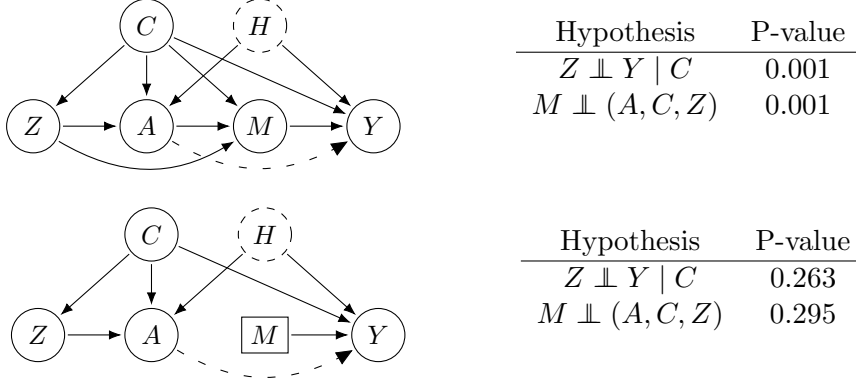 C H
Z A M Y
Hypothesis P-value
Z ⫫ Y | C 0.001
M ⫫ (A, C, Z) 0.001
C H
Z A M Y
Hypothesis P-value
Z ⫫ Y | C 0.263
M ⫫ (A, C, Z) 0.295